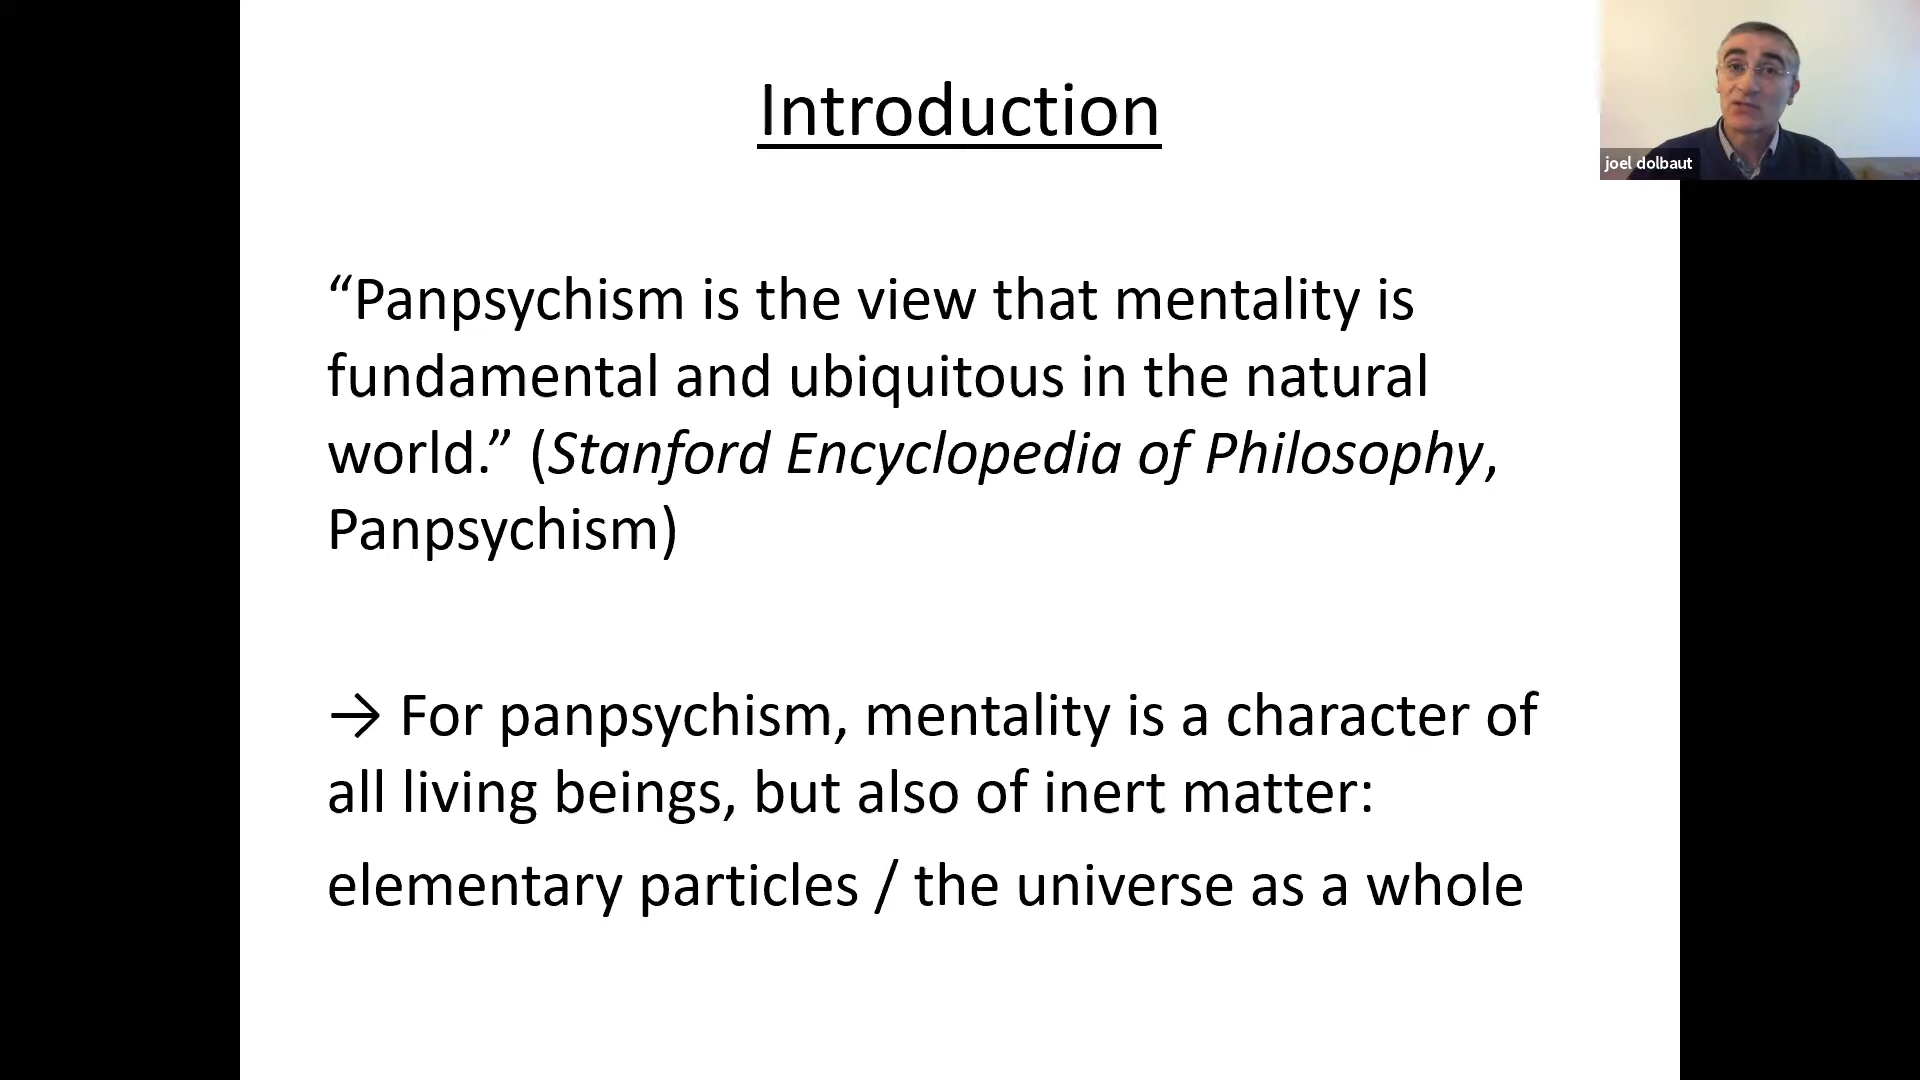 Introduction
joel dolbaut
“Panpsychism is the view that mentality is
fundamental and ubiquitous in the natural
world.” (Stanford Encyclopedia of Philosophy,
Panpsychism)
→ For panpsychism, mentality is a character of
all living beings, but also of inert matter:
elementary particles / the universe as a whole